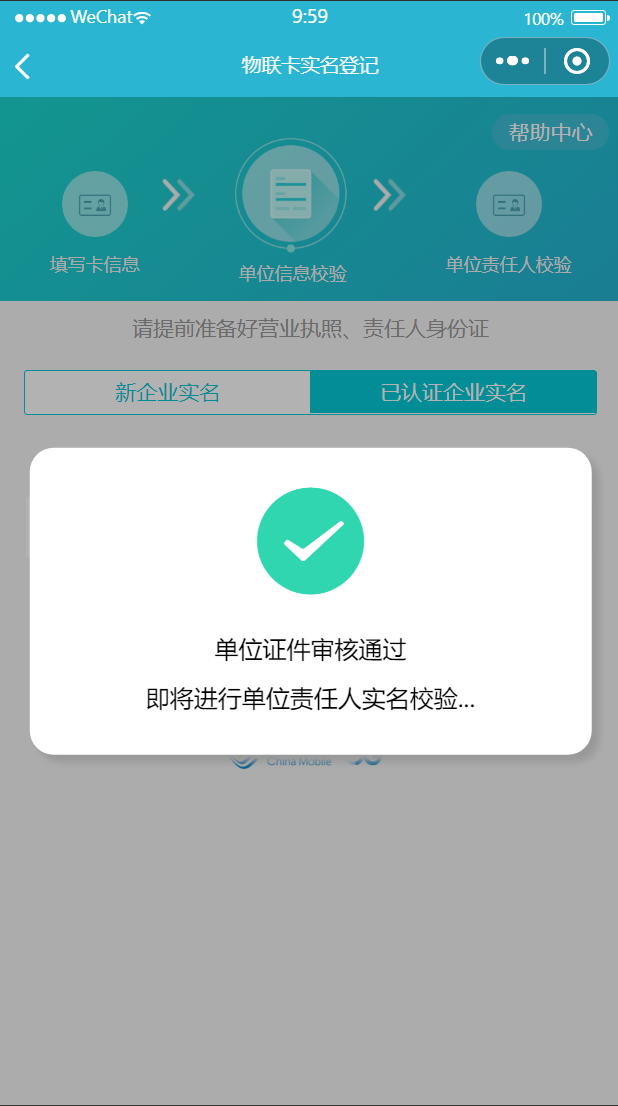 WeChat
9:59
100%
物联卡实名登记
帮助中心
填写卡信息
单位信息校验
单位责任人校验
请提前准备好营业执照、责任人身份证
新企业实名
已认证企业实名
单位证件审核通过
即将进行单位责任人实名校验...
China Mobile